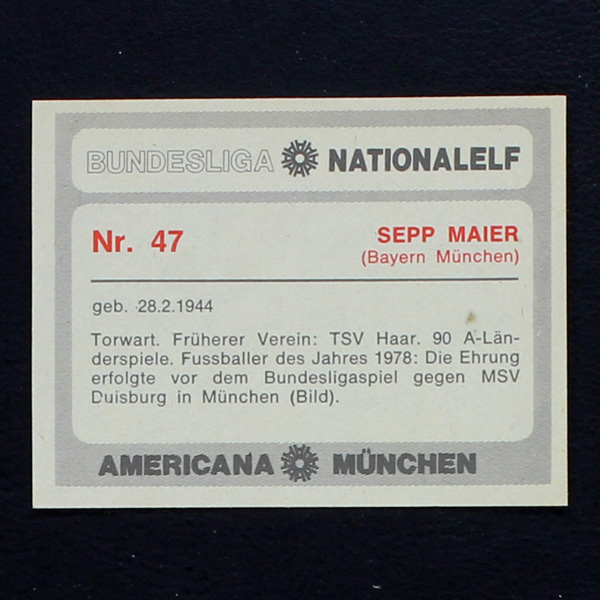 BUNDESLIGA NATIONALELF
Nr. 47 SEPP MAIER
(Bayern München)
geb. 28.2.1944
Torwart. Früherer Verein: TSV Haar. 90 A-Län-
derspiele. Fussballer des Jahres 1978: Die Ehrung
erfolgte vor dem Bundesligaspiel gegen MSV
Duisburg in München (Bild).
AMERICANA MÜNCHEN